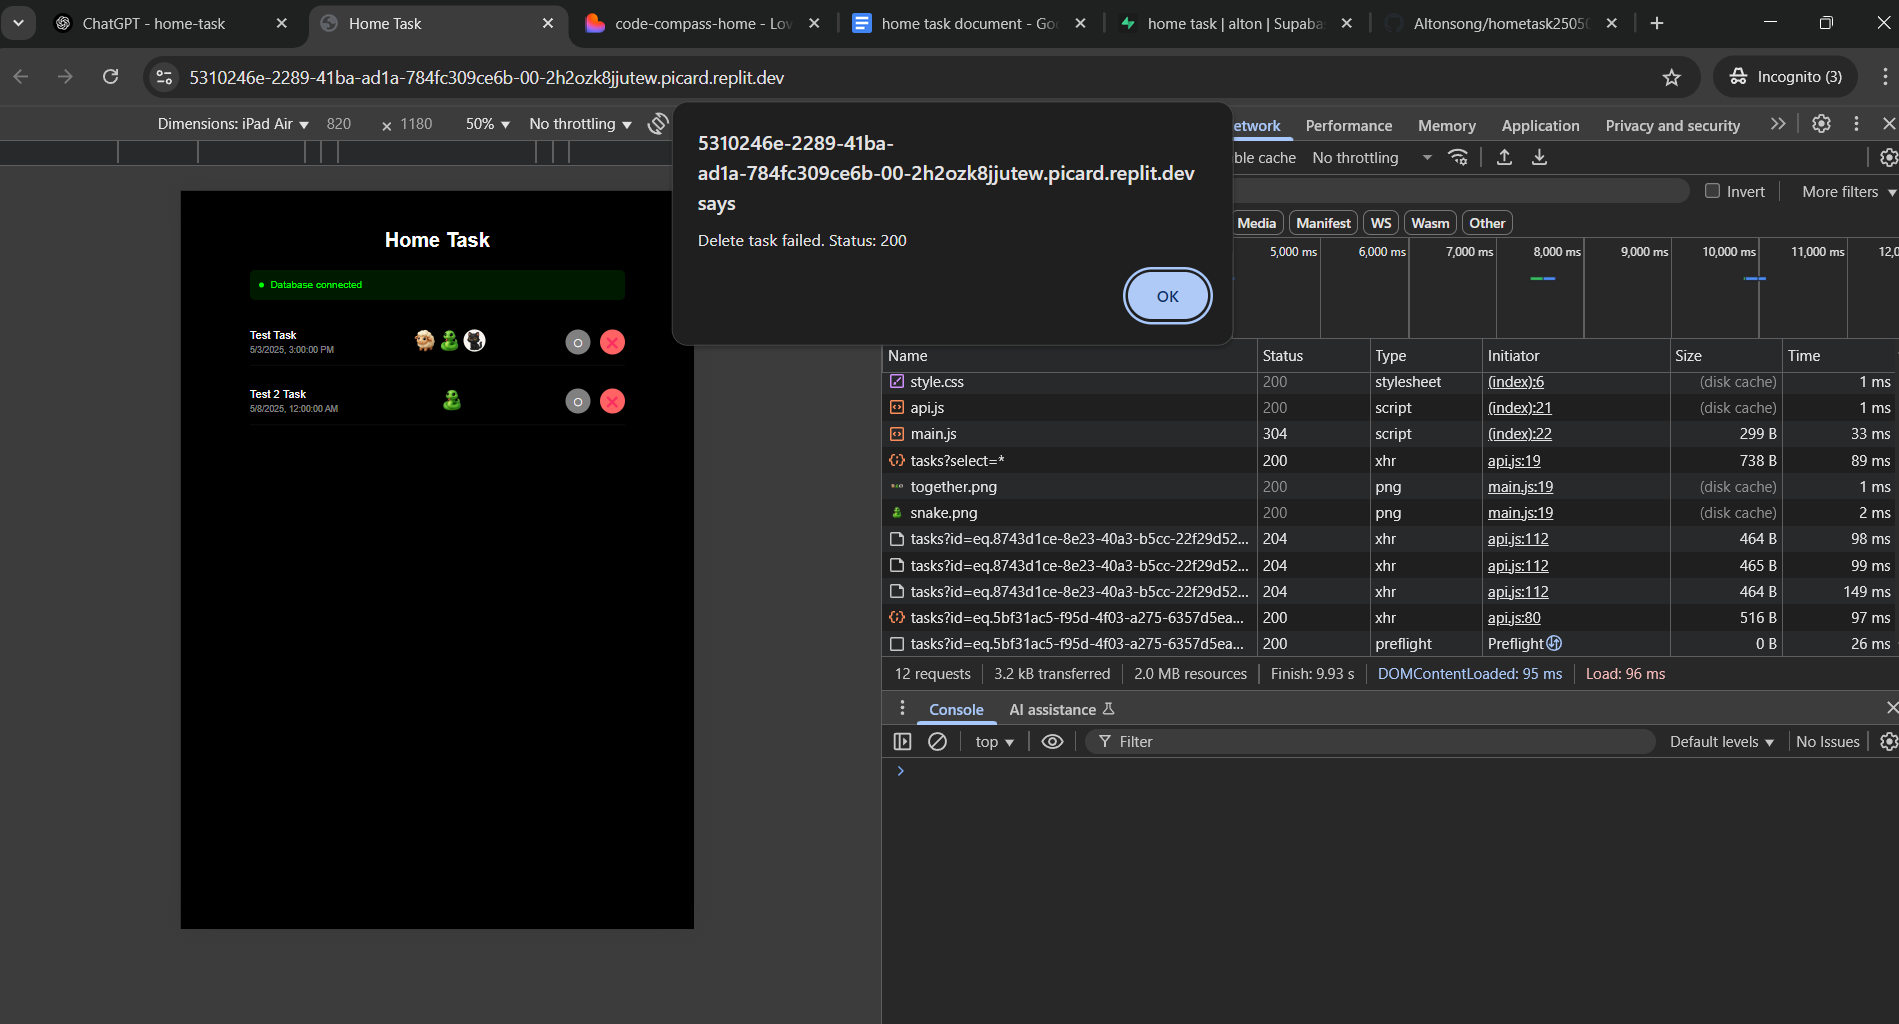 ChatGPT - home-task
Home Task
code-compass-home - Lov
home task document - Goo
home task | alton | Supaba
Altonsong/hometask2505
5310246e-2289-41ba-ad1a-784fc309ce6b-00-2h2ozk8jjutew.picard.replit.dev
Incognito (3)
Dimensions: iPad Air
820
x
1180
50%
No throttling
5310246e-2289-41ba-
ad1a-784fc309ce6b-00-2h2ozk8jjutew.picard.replit.dev
says
Delete task failed. Status: 200
OK
etwork
Performance
Memory
Application
Privacy and security
ble cache
No throttling
Invert
More filters
Media
Manifest
WS
Wasm
Other
5,000 ms
6,000 ms
7,000 ms
8,000 ms
9,000 ms
10,000 ms
11,000 ms
12,0
Home Task
Database connected
Test Task
5/3/2025, 3:00:00 PM
Test 2 Task
5/8/2025, 12:00:00 AM
Name Status Type Initiator Size Time
style.css 200 stylesheet (index):6 (disk cache) 1 ms
api.js 200 script (index):21 (disk cache) 1 ms
main.js 304 script (index):22 299 B 33 ms
tasks?select=* 200 xhr api.js:19 738 B 89 ms
together.png 200 png main.js:19 (disk cache) 1 ms
snake.png 200 png main.js:19 (disk cache) 2 ms
tasks?id=eq.8743d1ce-8e23-40a3-b5cc-22f29d52... 204 xhr api.js:112 464 B 98 ms
tasks?id=eq.8743d1ce-8e23-40a3-b5cc-22f29d52... 204 xhr api.js:112 465 B 99 ms
tasks?id=eq.8743d1ce-8e23-40a3-b5cc-22f29d52... 204 xhr api.js:112 464 B 149 ms
tasks?id=eq.5bf31ac5-f95d-4f03-a275-6357d5ea... 200 xhr api.js:80 516 B 97 ms
tasks?id=eq.5bf31ac5-f95d-4f03-a275-6357d5ea... 200 preflight Preflight 0 B 26 ms
12 requests
3.2 kB transferred
2.0 MB resources
Finish: 9.93 s
DOMContentLoaded: 95 ms
Load: 96 ms
Console
AI assistance
top
Filter
Default levels
No Issues